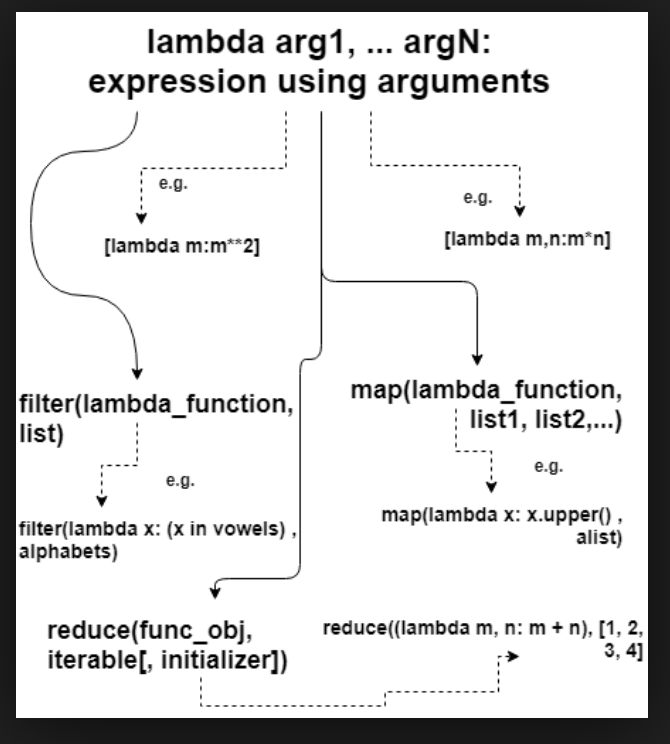 lambda arg1, ... argN:
expression using arguments
e.g.
e.g.
[lambda m:m**2]
[lambda m,n:m*n]
filter(lambda_function,
list)
map(lambda_function,
list1, list2,...)
e.g.
e.g.
filter(lambda x: (x in vowels) ,
alphabets)
map(lambda x: x.upper() ,
alist)
reduce(func_obj,
iterable[, initializer])
reduce((lambda m, n: m + n), [1, 2,
3, 4]